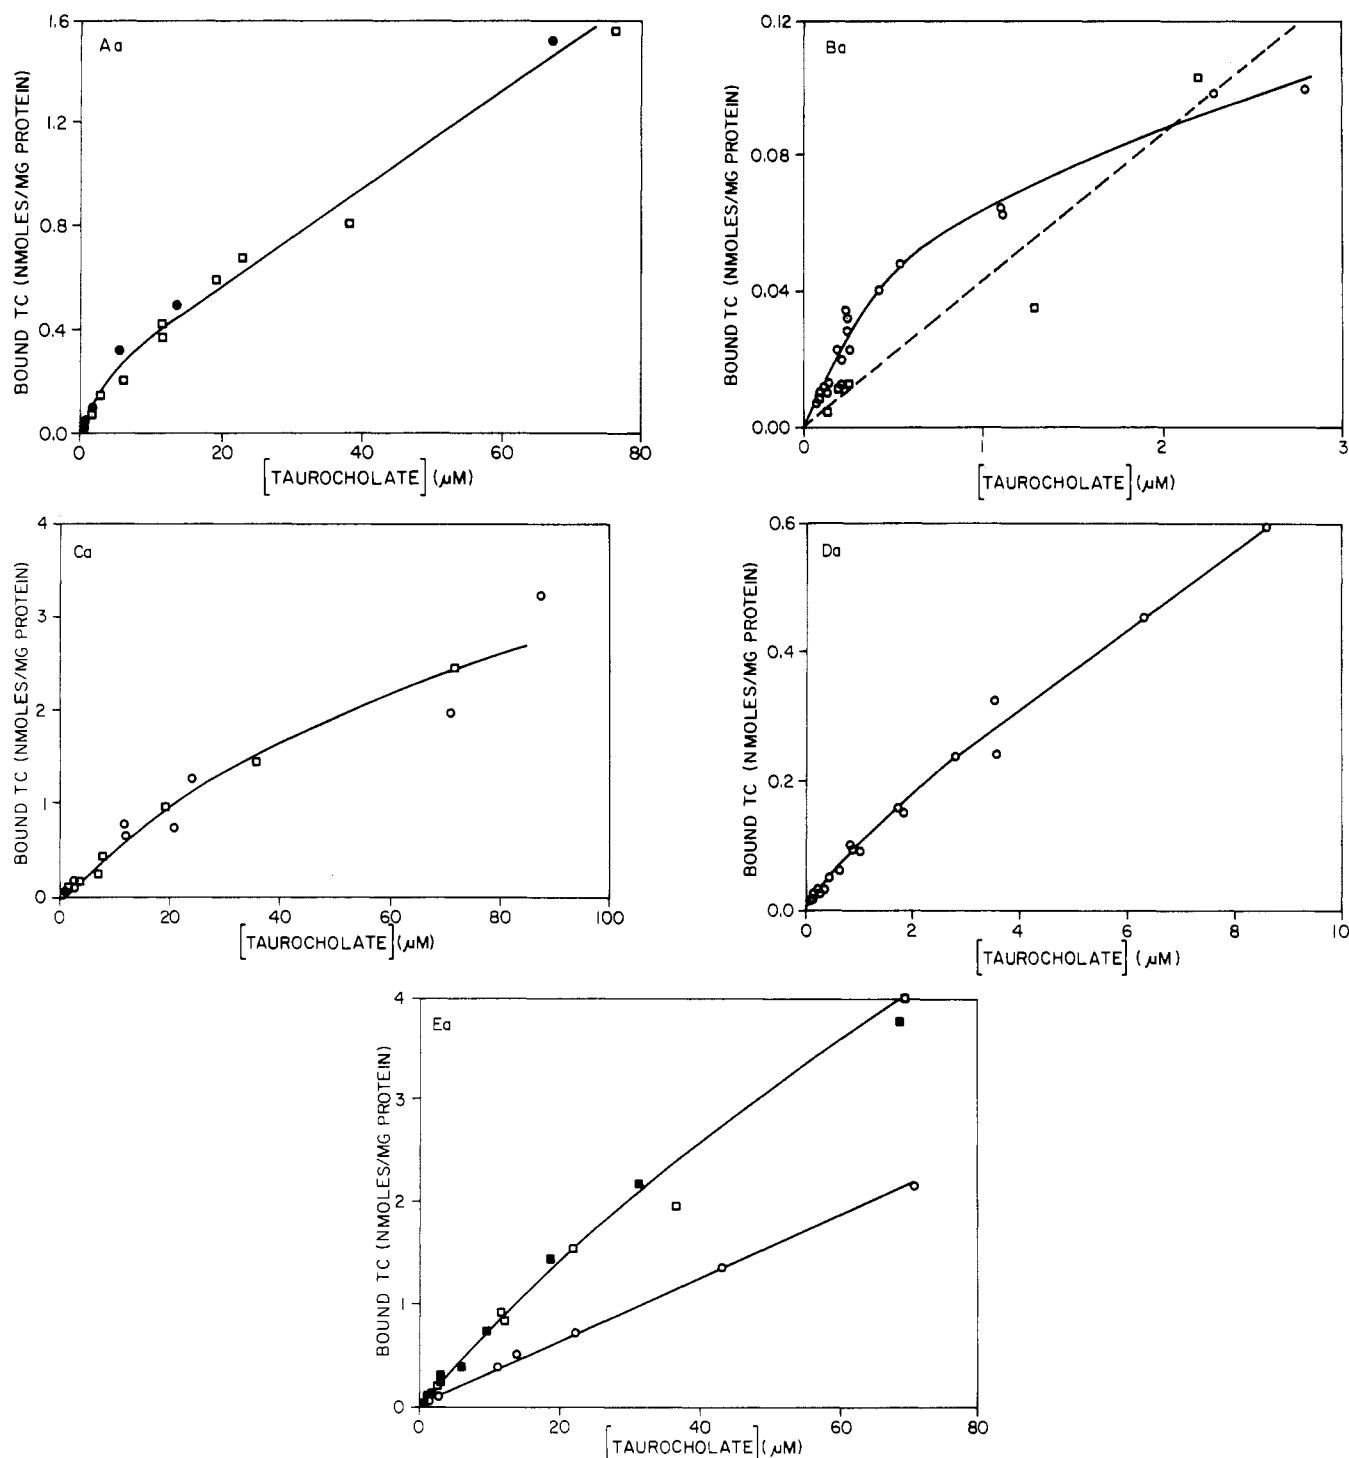 Aa
1.6
1.2
0.8
0.4
0.0
0 20 40 60 80
BOUND TC (NMOLES/MG PROTEIN)
[TAUROCHOLATE] (μM)
Ba
0.12
0.08
0.04
0.00
0 1 2 3
BOUND TC (NMOLES/MG PROTEIN)
[TAUROCHOLATE] (μM)
Ca
4
3
2
1
0
0 20 40 60 80 100
BOUND TC (NMOLES/MG PROTEIN)
[TAUROCHOLATE] (μM)
Da
0.6
0.4
0.2
0.0
0 2 4 6 8 10
BOUND TC (NMOLES/MG PROTEIN)
[TAUROCHOLATE] (μM)
Ea
4
3
2
1
0
0 20 40 60 80
BOUND TC (NMOLES/MG PROTEIN)
[TAUROCHOLATE] (μM)